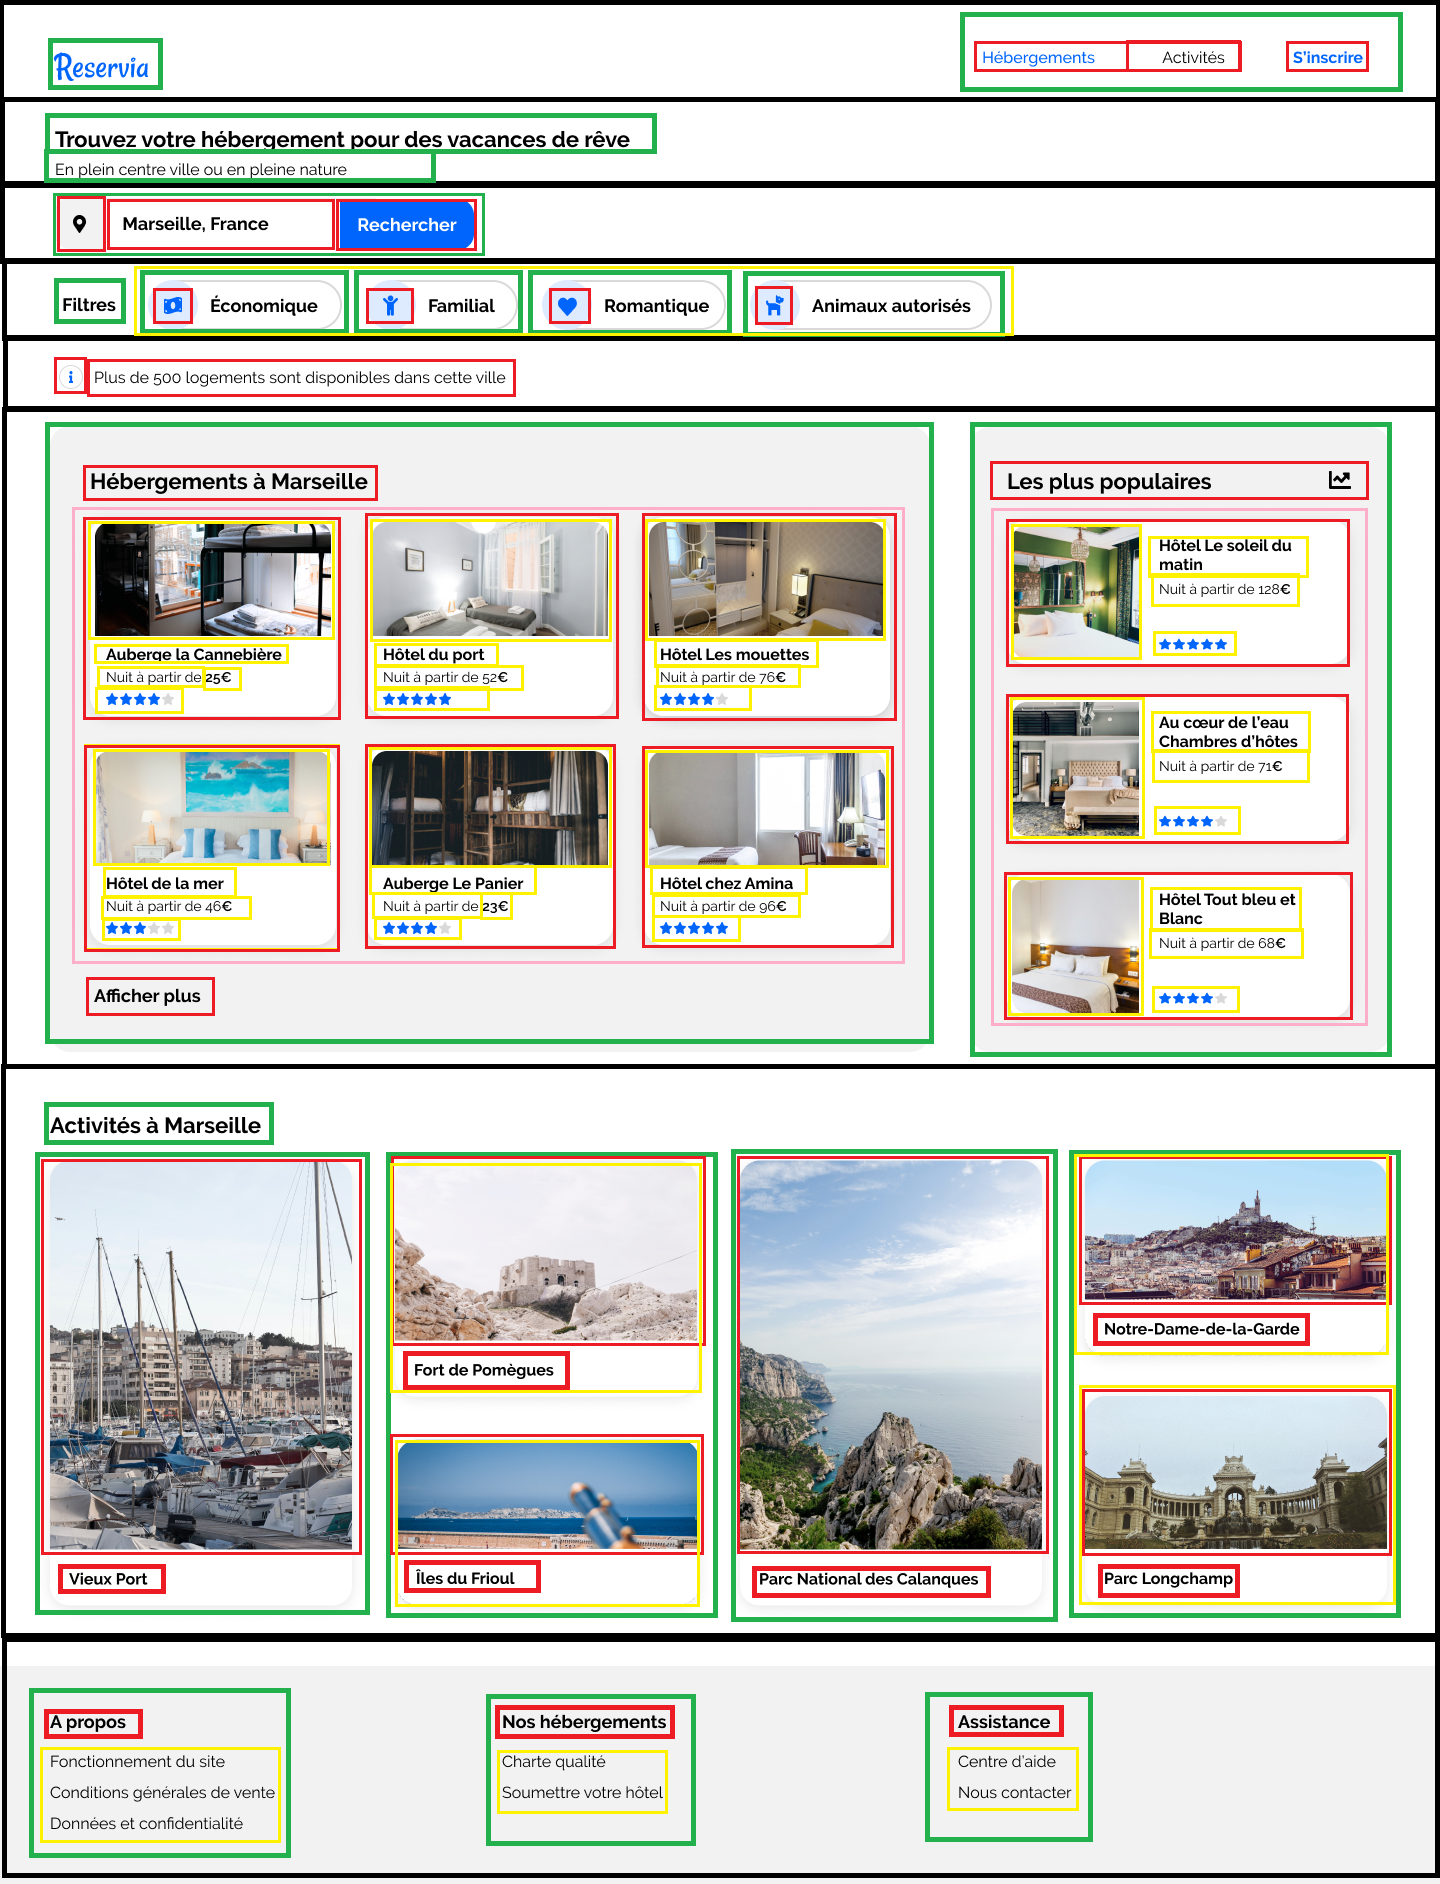 Reservia
Hébergements
Activités
S'inscrire
Trouvez votre hébergement pour des vacances de rêve
En plein centre ville ou en pleine nature
Marseille, France
Rechercher
Filtres
Économique
Familial
Romantique
Animaux autorisés
Plus de 500 logements sont disponibles dans cette ville
Hébergements à Marseille
Auberge la Cannebière
Nuit à partir de 25€
Hôtel du port
Nuit à partir de 52€
Hôtel Les mouettes
Nuit à partir de 76€
Hôtel de la mer
Nuit à partir de 46€
Auberge Le Panier
Nuit à partir de 23€
Hôtel chez Amina
Nuit à partir de 96€
Afficher plus
Les plus populaires
Hôtel Le soleil du
matin
Nuit à partir de 128€
Au cœur de l'eau
Chambres d'hôtes
Nuit à partir de 71€
Hôtel Tout bleu et
Blanc
Nuit à partir de 68€
Activités à Marseille
Vieux Port
Fort de Pomègues
Îles du Frioul
Parc National des Calanques
Notre-Dame-de-la-Garde
Parc Longchamp
A propos
Fonctionnement du site
Conditions générales de vente
Données et confidentialité
Nos hébergements
Charte qualité
Soumettre votre hôtel
Assistance
Centre d'aide
Nous contacter